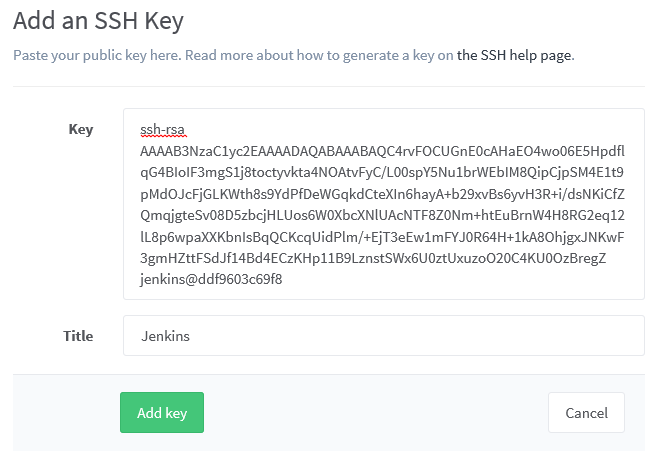 Add an SSH Key
Paste your public key here. Read more about how to generate a key on the SSH help page.
Key
ssh-rsa
AAAAB3NzaC1yc2EAAAADAQABAAABAQC4rvFOCUGnE0cAHaEO4wo06E5Hpdfl
qG4BIoIF3mgS1j8toctyvkta4NOAtvFyC/L00spY5Nu1brWEbIM8QipCjpSM4E1t9
pMdOJcFjGLKWth8s9YdPfDeWGqkdCteXIn6hayA+b29xvBs6yvH3R+i/dsNKiCfZ
QmqjgteSv08D5zbcjHLUos6W0XbcXNlUAcNTF8Z0Nm+htEuBrnW4H8RG2eq12
lL8p6wpaXXKbnIsBqQCKcqUidPlm/+EjT3eEw1mFYJ0R64H+1kA8OhjgxJNKwF
3gmHZttFSdJf14Bd4ECzKHp11B9LznstSWx6U0ztUxuzoO20C4KU0OzBregZ
jenkins@ddf9603c69f8
Title
Jenkins
Add key
Cancel